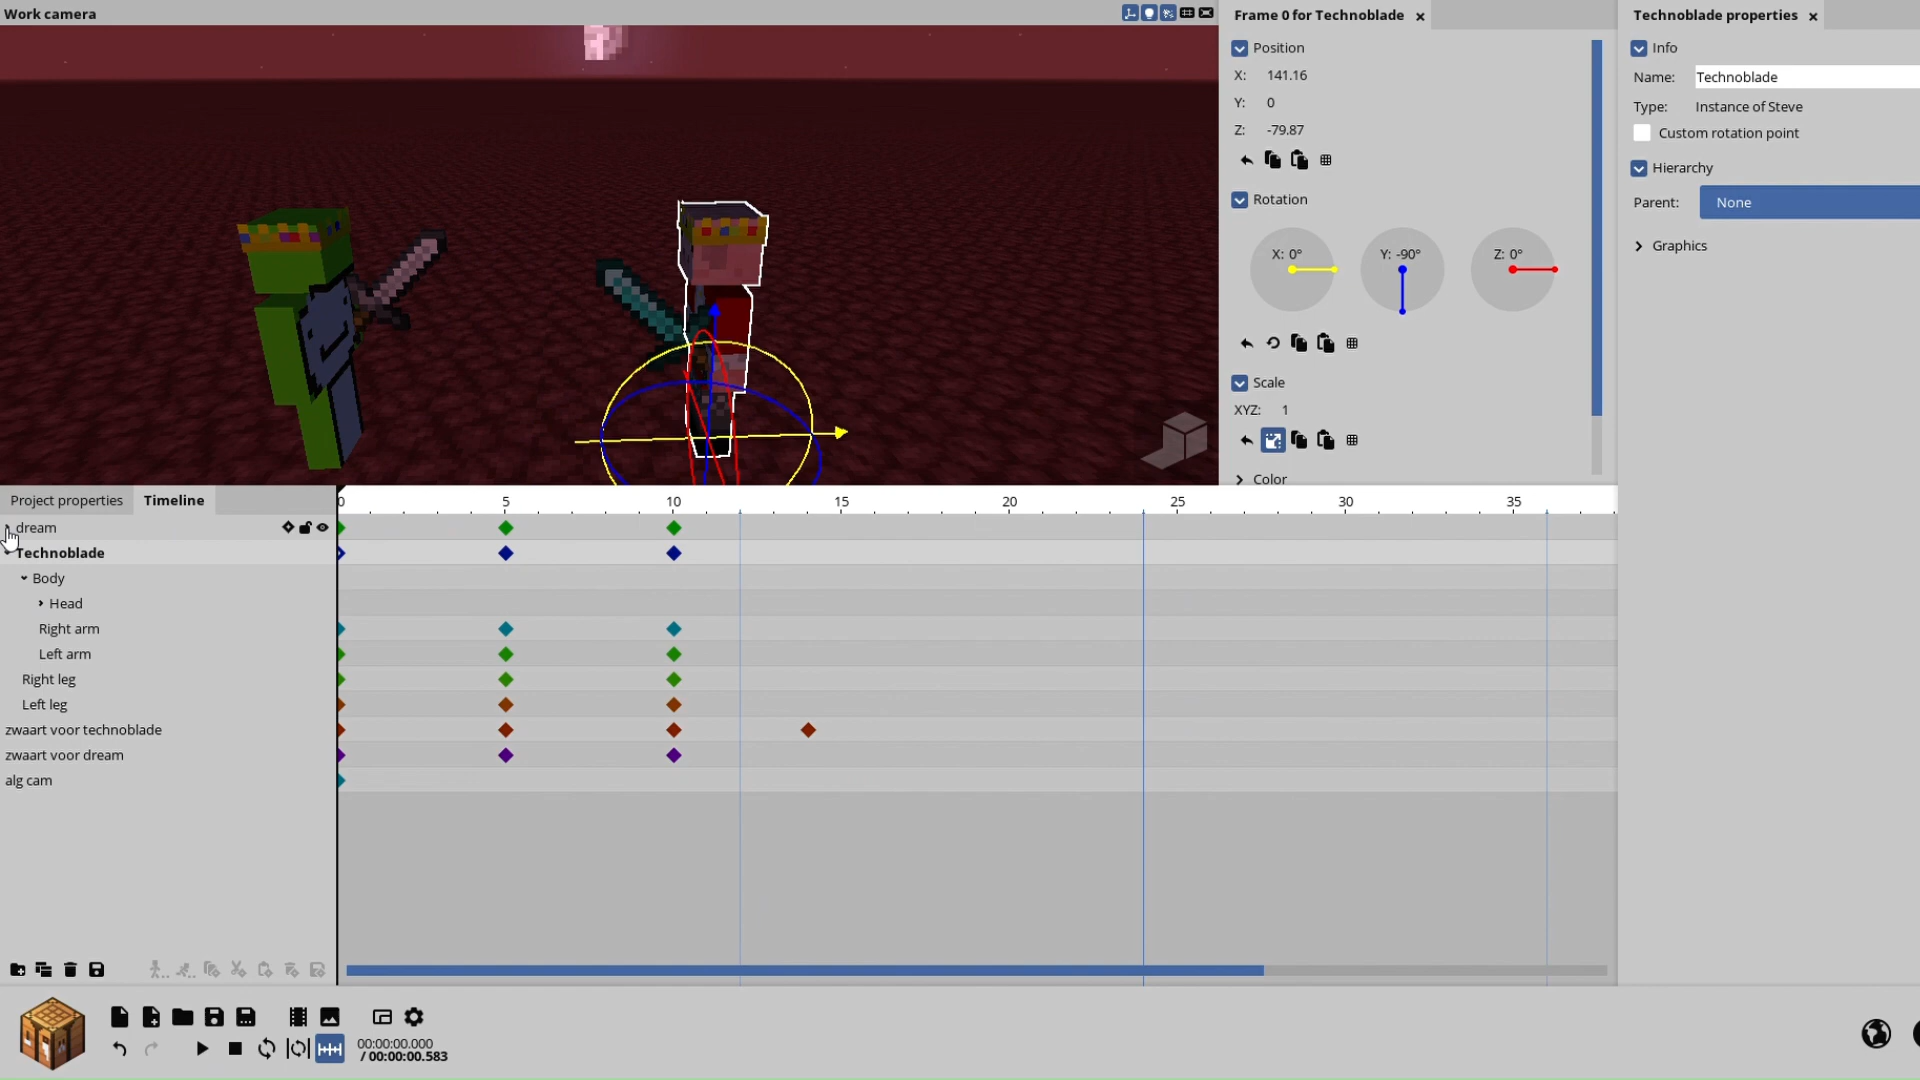 Work camera
Frame 0 for Technoblade
Position
X: 141.16
Y: 0
Z: -79.87
Rotation
X: 0° Y: -90° Z: 0°
Scale
XYZ: 1
Color
Technoblade properties
Info
Name: Technoblade
Type: Instance of Steve
Custom rotation point
Hierarchy
Parent: None
Graphics
Project properties Timeline
0 5 10 15 20 25 30 35
dream
Technoblade
Body
Head
Right arm
Left arm
Right leg
Left leg
zwaart voor technoblade
zwaart voor dream
alg cam
00:00:00.000
/ 00:00:00.583